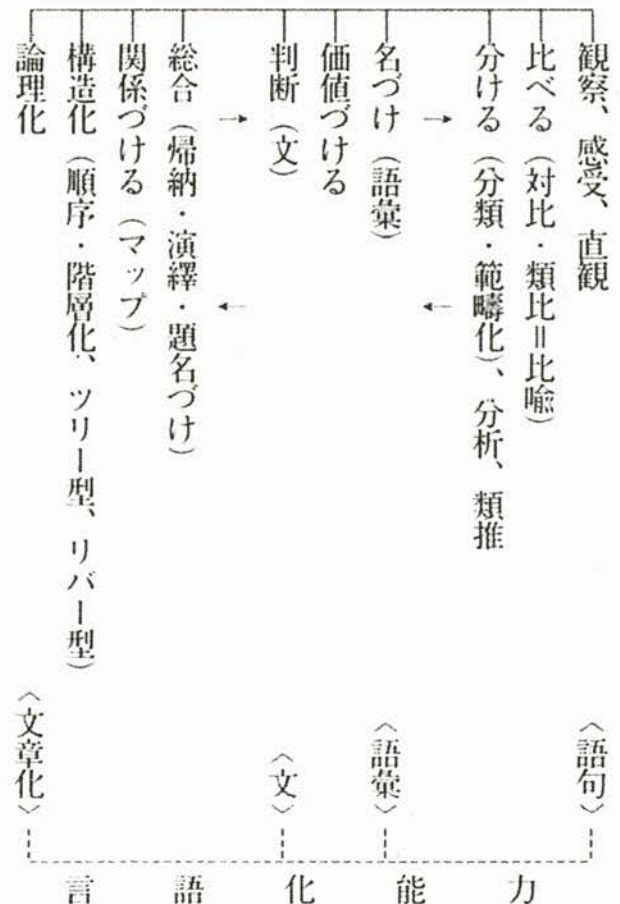 観察、感受、直観 〈語句〉
比べる（対比・類比＝比喩）
分ける（分類・範疇化）、分析、類推
→ ←
名づけ（語彙） 〈語彙〉
価値づける
判断（文） 〈文〉
→ ←
総合（帰納・演繹・題名づけ）
関係づける（マップ）
構造化（順序・階層化、ツリー型、リバー型）
論理化 〈文章化〉
言語化能力